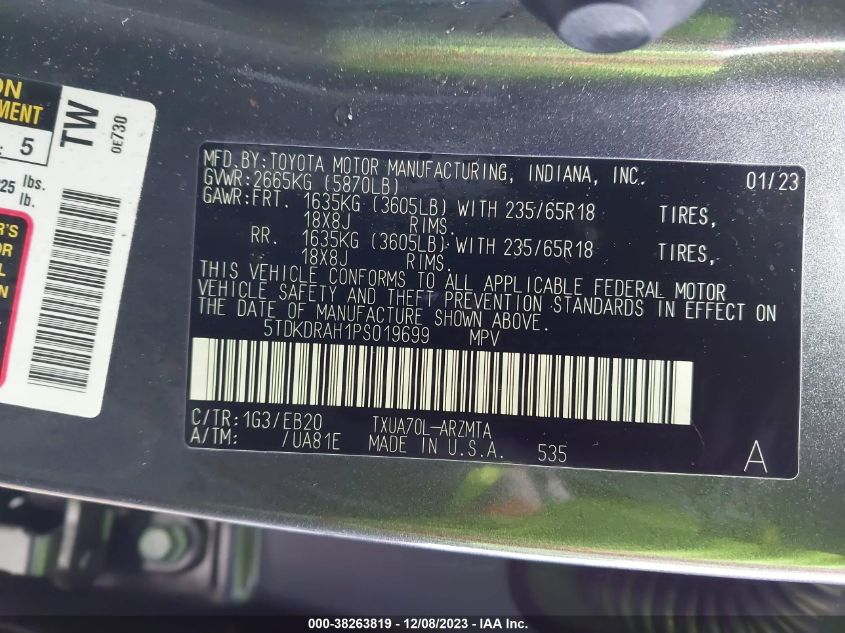 ON
MENT
: 5
TW
0E730
25 lbs.
lb.
R'S
OR
L
N
MFD. BY: TOYOTA MOTOR MANUFACTURING, INDIANA, INC. 01/23
GVWR: 2665KG (5870LB)
GAWR: FRT. 1635KG (3605LB) WITH 235/65R18 TIRES,
18X8J RIMS.
RR. 1635KG (3605LB) WITH 235/65R18 TIRES,
18X8J RIMS.
THIS VEHICLE CONFORMS TO ALL APPLICABLE FEDERAL MOTOR
VEHICLE SAFETY AND THEFT PREVENTION STANDARDS IN EFFECT ON
THE DATE OF MANUFACTURE SHOWN ABOVE.
5TDKDRAH1PS019699 MPV
C/TR: 1G3/EB20 TXUA70L-ARZMTA
A/TM: /UA81E MADE IN U.S.A. 535
A
000-38263819 - 12/08/2023 - IAA Inc.